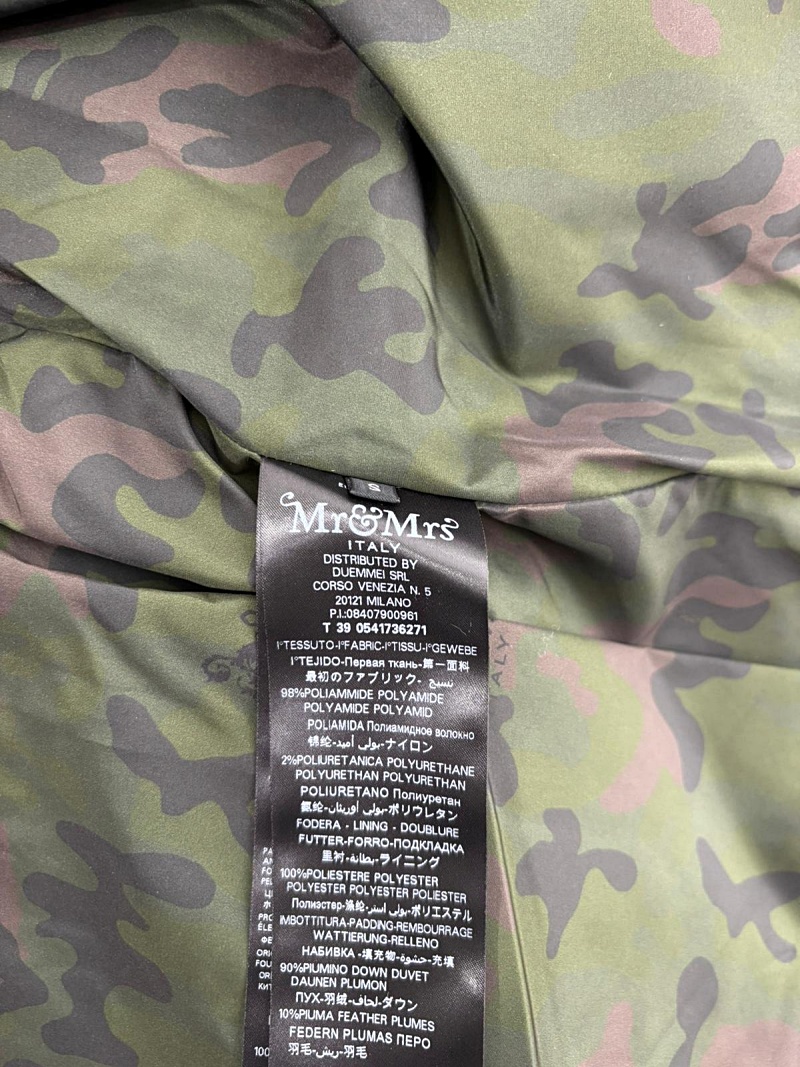 S
Mr&Mrs
ITALY
DISTRIBUTED BY
DUEMMEI SRL
CORSO VENEZIA N. 5
20121 MILANO
P.I.:08407900961
T 39 0541736271
I°TESSUTO-I°FABRIC-I°TISSU-I°GEWEBE
I°TEJIDO-Первая ткань-第一面料
最初のファブリック- نسيج
98%POLIAMMIDE POLYAMIDE
POLYAMIDE POLYAMID
POLIAMIDA Полиамидное волокно
锦纶-بولي أميد-ナイロン
2%POLIURETANICA POLYURETHANE
POLYURETHAN POLYURETHAN
POLIURETANO Полиуретан
氨纶-بولي أوريثان-ポリウレタン
FODERA - LINING - DOUBLURE
FUTTER-FORRO-ПОДКЛАДКА
里衬-بطانة-ライニング
100%POLIESTERE POLYESTER
POLYESTER POLYESTER POLIESTER
Полиэстер-涤纶-بولي استر-ポリエステル
IMBOTTITURA-PADDING-REMBOURRAGE
WATTIERUNG-RELLENO
НАБИВКА -填充物-حشوة-充填
90%PIUMINO DOWN DUVET
DAUNEN PLUMON
ПУХ-羽绒-لحاف-ダウン
10%PIUMA FEATHER PLUMES
FEDERN PLUMAS ПЕРО
羽毛-ريش-羽毛
100
ALY